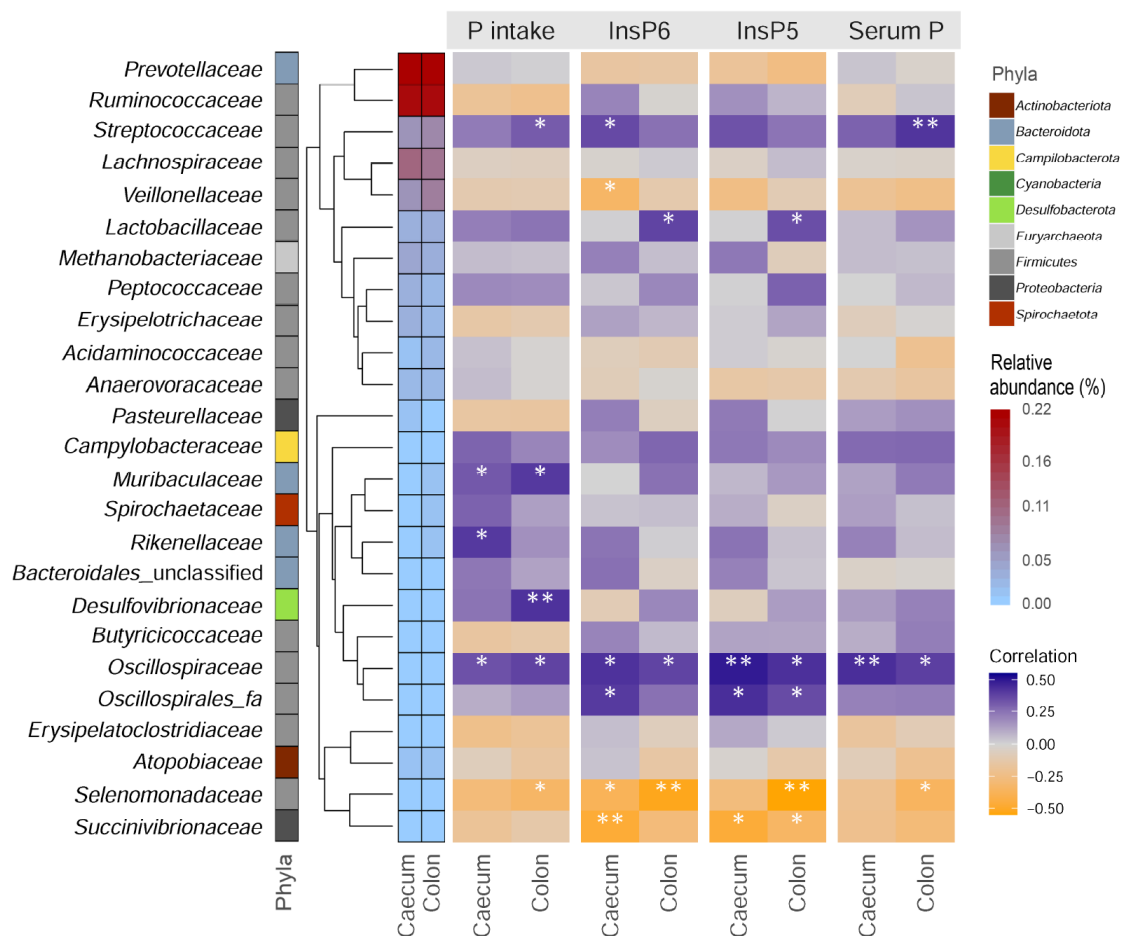 P intake InsP6 InsP5 Serum P
Prevotellaceae
Ruminococcaceae
Streptococcaceae * * **
Lachnospiraceae
Veillonellaceae *
Lactobacillaceae * *
Methanobacteriaceae
Peptococcaceae
Erysipelotrichaceae
Acidaminococcaceae
Anaerovoracaceae
Pasteurellaceae
Campylobacteraceae
Muribaculaceae * *
Spirochaetaceae
Rikenellaceae *
Bacteroidales_unclassified
Desulfovibrionaceae **
Butyricicoccaceae
Oscillospiraceae * * * * ** * ** *
Oscillospirales_fa * * *
Erysipelatoclostridiaceae
Atopobiaceae
Selenomonadaceae * * ** ** *
Succinivibrionaceae ** * *
Phyla
Caecum
Colon
Caecum
Colon
Caecum
Colon
Caecum
Colon
Caecum
Colon
Phyla
Actinobacteriota
Bacteroidota
Campilobacterota
Cyanobacteria
Desulfobacterota
Euryarchaeota
Firmicutes
Proteobacteria
Spirochaetota
Relative
abundance (%)
0.22
0.16
0.11
0.05
0.00
Correlation
0.50
0.25
0.00
−0.25
−0.50